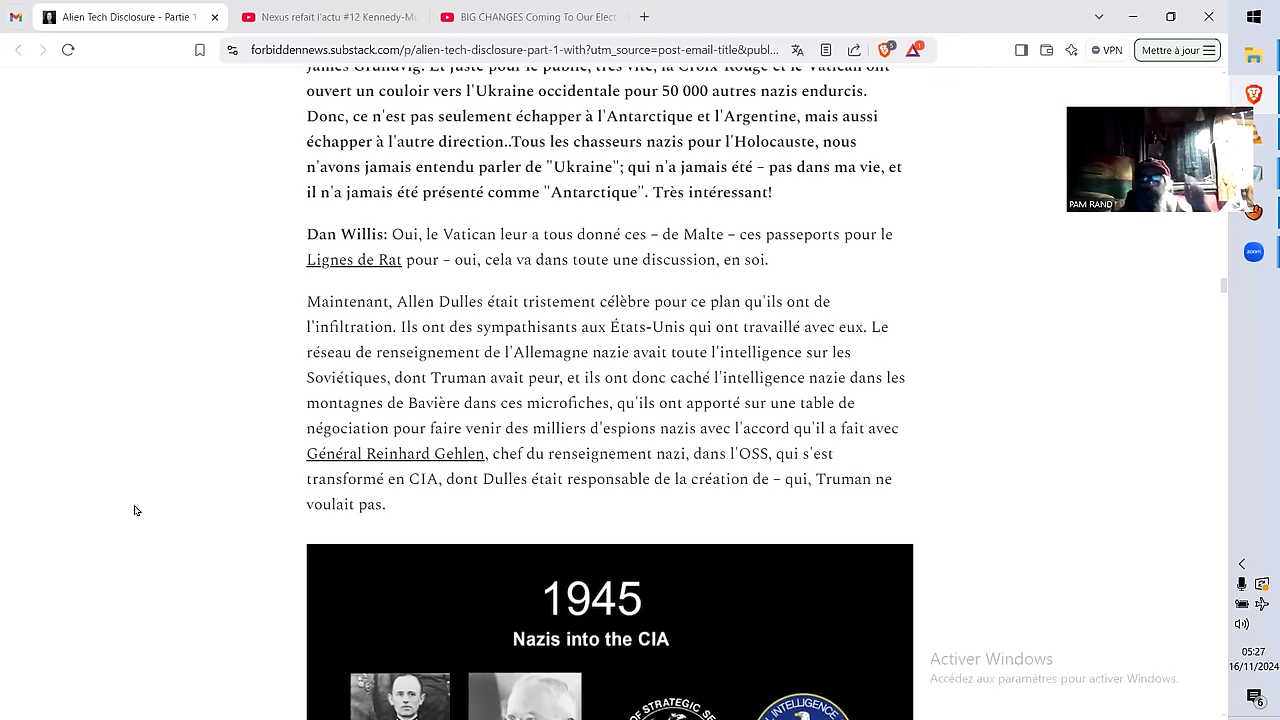 Alien Tech Disclosure - Partie 1
Nexus refait l'actu #12 Kennedy-Mu
BIG CHANGES Coming To Our Elect
forbiddennews.substack.com/p/alien-tech-disclosure-part-1-with?utm_source=post-email-title&publ...
5
1
VPN
Mettre à jour
James Grundvig: Et juste pour le public, très vite, la Croix-Rouge et le Vatican ont
ouvert un couloir vers l'Ukraine occidentale pour 50 000 autres nazis endurcis.
Donc, ce n'est pas seulement échapper à l'Antarctique et l'Argentine, mais aussi
échapper à l'autre direction..Tous les chasseurs nazis pour l'Holocauste, nous
n'avons jamais entendu parler de "Ukraine"; qui n'a jamais été – pas dans ma vie, et
il n'a jamais été présenté comme "Antarctique". Très intéressant!
PAM RAND
Dan Willis: Oui, le Vatican leur a tous donné ces – de Malte – ces passeports pour le
Lignes de Rat pour – oui, cela va dans toute une discussion, en soi.
Maintenant, Allen Dulles était tristement célèbre pour ce plan qu'ils ont de
l'infiltration. Ils ont des sympathisants aux États-Unis qui ont travaillé avec eux. Le
réseau de renseignement de l'Allemagne nazie avait toute l'intelligence sur les
Soviétiques, dont Truman avait peur, et ils ont donc caché l'intelligence nazie dans les
montagnes de Bavière dans ces microfiches, qu'ils ont apporté sur une table de
négociation pour faire venir des milliers d'espions nazis avec l'accord qu'il a fait avec
Général Reinhard Gehlen, chef du renseignement nazi, dans l'OSS, qui s'est
transformé en CIA, dont Dulles était responsable de la création de – qui, Truman ne
voulait pas.
1945
Nazis into the CIA
OF STRATEGIC SE
L INTELLIGENCE
Activer Windows
Accédez aux paramètres pour activer Windows.
zoom
05:27
16/11/2024
6